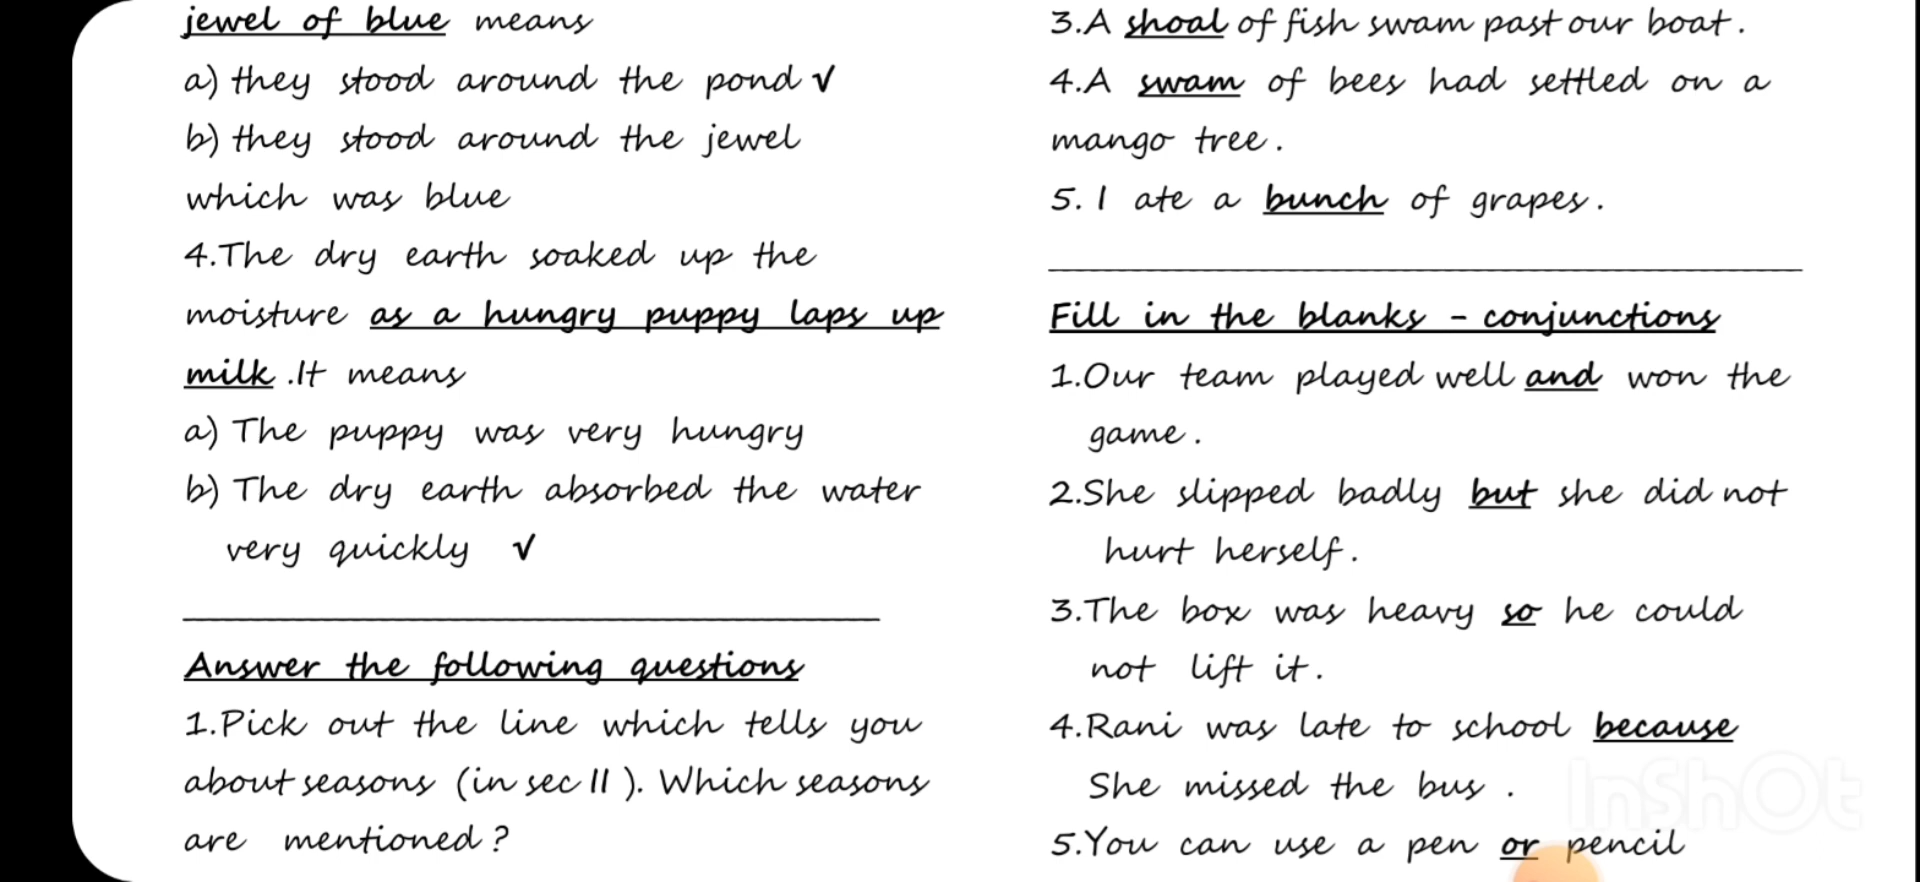 jewel of blue means
a) they stood around the pond √
b) they stood around the jewel
which was blue
4.The dry earth soaked up the
moisture as a hungry puppy laps up
milk .It means
a) The puppy was very hungry
b) The dry earth absorbed the water
very quickly √
Answer the following questions
1.Pick out the line which tells you
about seasons (in sec II ). Which seasons
are mentioned?
3.A shoal of fish swam past our boat.
4.A swam of bees had settled on a
mango tree.
5. I ate a bunch of grapes.
Fill in the blanks - conjunctions
1.Our team played well and won the
game.
2.She slipped badly but she did not
hurt herself.
3.The box was heavy so he could
not lift it.
4.Rani was late to school because
She missed the bus .
5.You can use a pen or pencil
InShOt